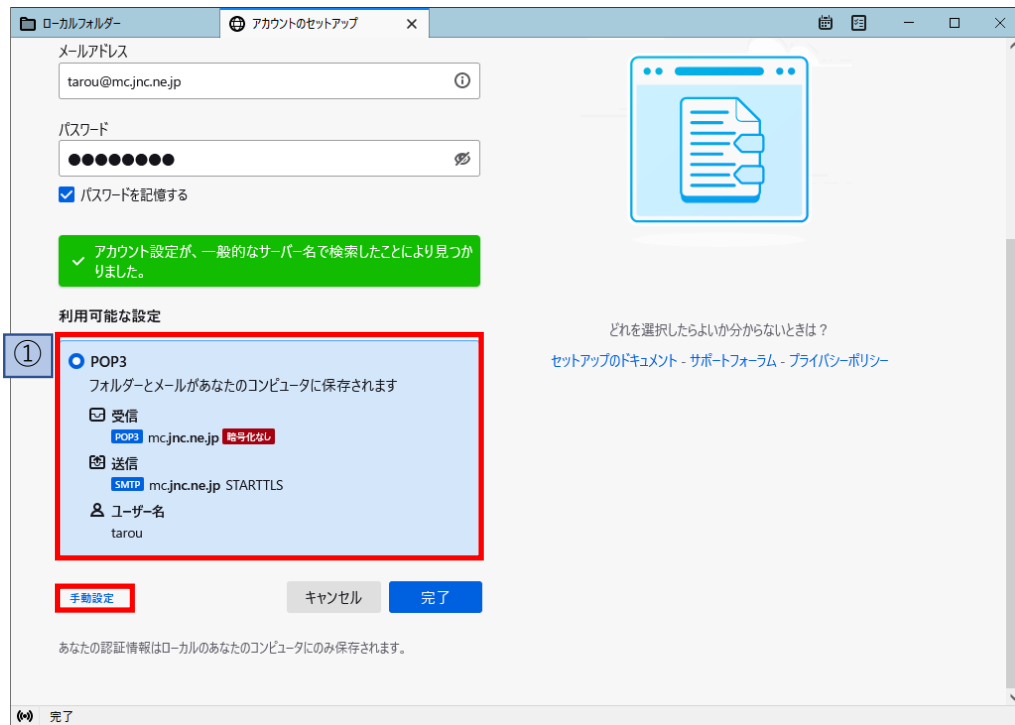 ローカルフォルダー
アカウントのセットアップ
メールアドレス
tarou@mc.jnc.ne.jp
パスワード
●●●●●●●●
パスワードを記憶する
アカウント設定が、一般的なサーバー名で検索したことにより見つか
りました。
利用可能な設定
①
POP3
フォルダーとメールがあなたのコンピュータに保存されます
受信
POP3 mc.jnc.ne.jp 暗号化なし
送信
SMTP mc.jnc.ne.jp STARTTLS
ユーザー名
tarou
手動設定
キャンセル
完了
あなたの認証情報はローカルのあなたのコンピュータにのみ保存されます。
どれを選択したらよいか分からないときは？
セットアップのドキュメント - サポートフォーラム - プライバシーポリシー
完了